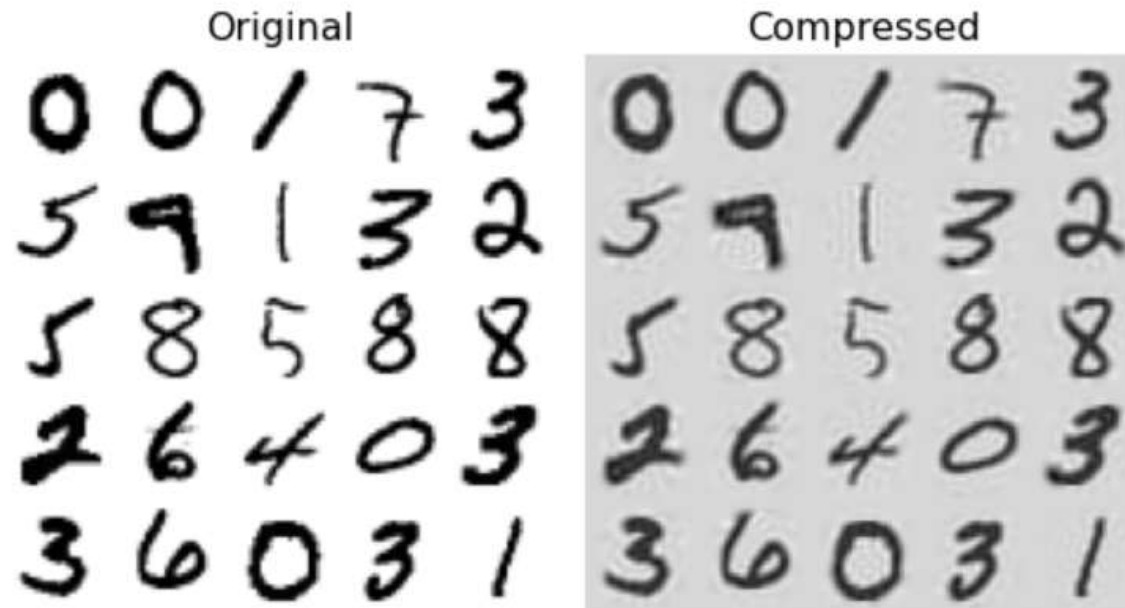 Original Compressed
0 0 1 7 3 0 0 1 7 3
5 9 1 3 2 5 9 1 3 2
5 8 5 8 8 5 8 5 8 8
2 6 4 0 3 2 6 4 0 3
3 6 0 3 1 3 6 0 3 1